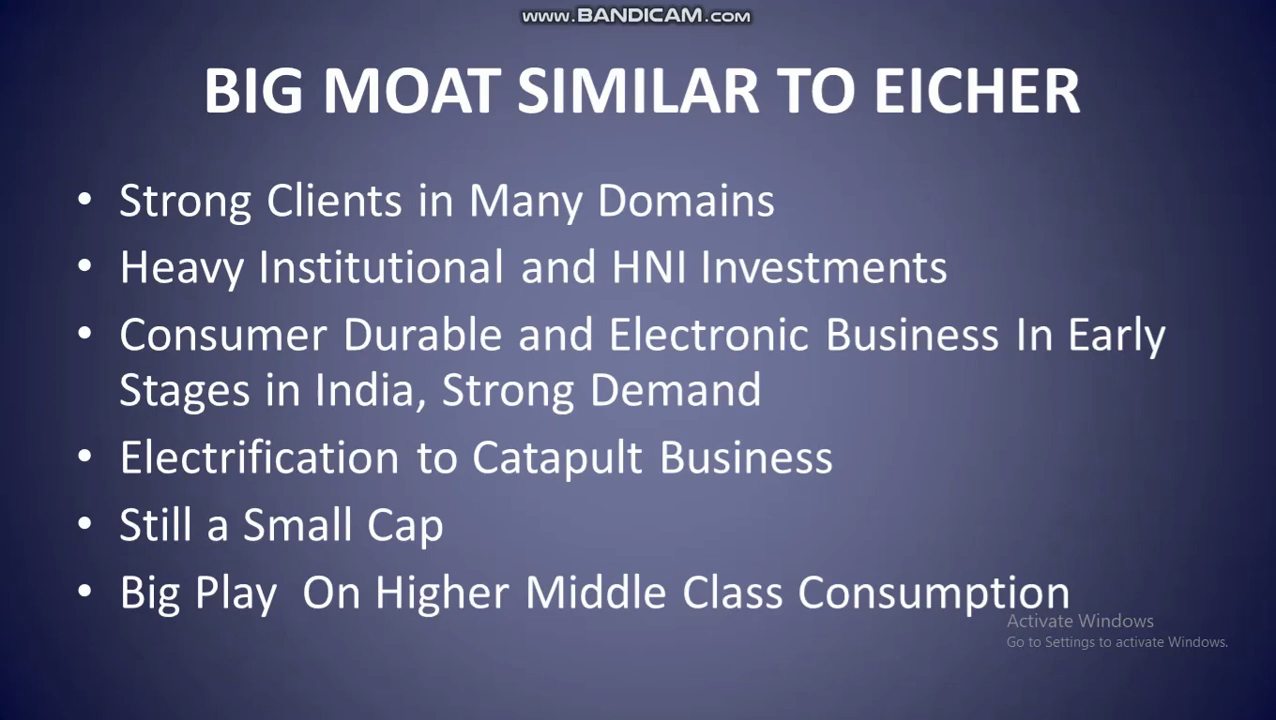 www.BANDICAM.com
BIG MOAT SIMILAR TO EICHER
• Strong Clients in Many Domains
• Heavy Institutional and HNI Investments
• Consumer Durable and Electronic Business In Early
Stages in India, Strong Demand
• Electrification to Catapult Business
• Still a Small Cap
• Big Play On Higher Middle Class Consumption
Activate Windows
Go to Settings to activate Windows.